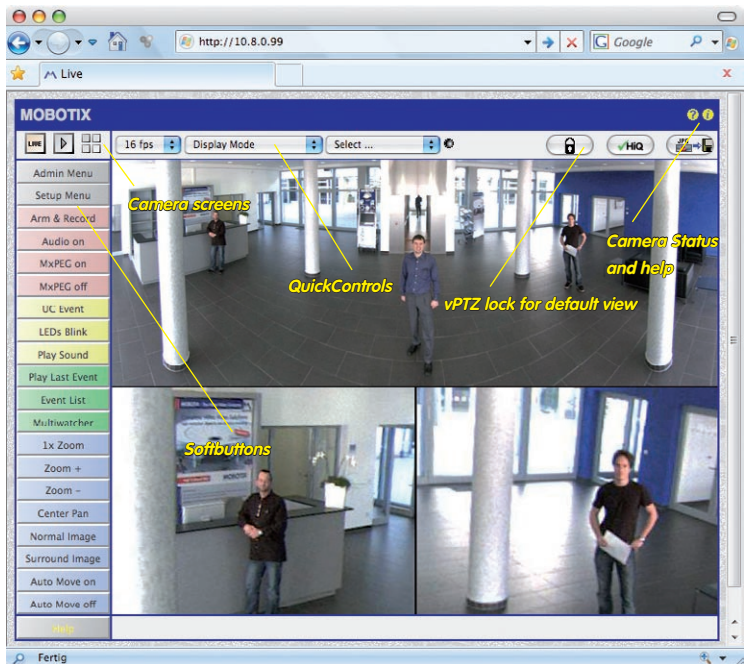 http://10.8.0.99
Google
Live
MOBOTIX
LIVE
16 fps
Display Mode
Select ...
HiQ
Admin Menu
Setup Menu
Arm & Record
Audio on
MxPEG on
MxPEG off
UC Event
LEDs Blink
Play Sound
Play Last Event
Event List
Multiwatcher
1x Zoom
Zoom +
Zoom –
Center Pan
Normal Image
Surround Image
Auto Move on
Auto Move off
Help
Camera screens
QuickControls
vPTZ lock for default view
Camera Status
and help
Softbuttons
MOBOTIX
Fertig